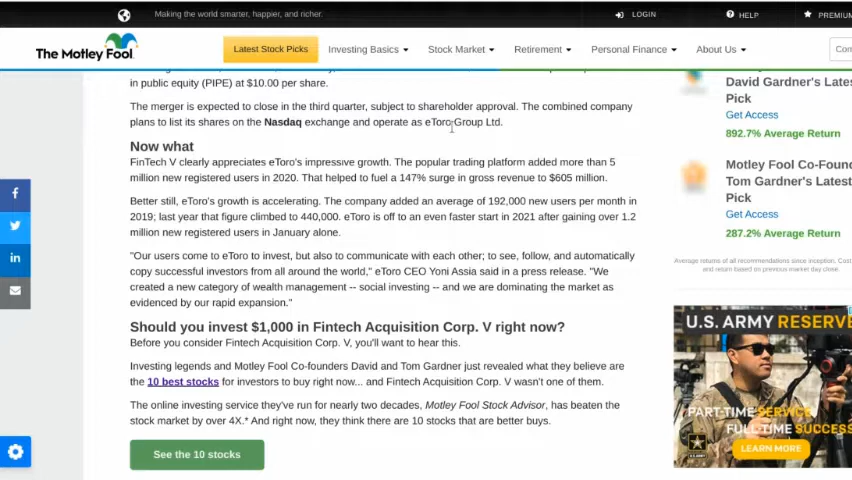 Making the world smarter, happier, and richer.
LOGIN
HELP
PREMIUM
The Motley Fool
Latest Stock Picks
Investing Basics
Stock Market
Retirement
Personal Finance
About Us
in public equity (PIPE) at $10.00 per share.
The merger is expected to close in the third quarter, subject to shareholder approval. The combined company
plans to list its shares on the Nasdaq exchange and operate as eToro Group Ltd.
Now what
FinTech V clearly appreciates eToro's impressive growth. The popular trading platform added more than 5
million new registered users in 2020. That helped to fuel a 147% surge in gross revenue to $605 million.
Better still, eToro's growth is accelerating. The company added an average of 192,000 new users per month in
2019; last year that figure climbed to 440,000. eToro is off to an even faster start in 2021 after gaining over 1.2
million new registered users in January alone.
"Our users come to eToro to invest, but also to communicate with each other; to see, follow, and automatically
copy successful investors from all around the world," eToro CEO Yoni Assia said in a press release. "We
created a new category of wealth management -- social investing -- and we are dominating the market as
evidenced by our rapid expansion."
Should you invest $1,000 in Fintech Acquisition Corp. V right now?
Before you consider Fintech Acquisition Corp. V, you'll want to hear this.
Investing legends and Motley Fool Co-founders David and Tom Gardner just revealed what they believe are
the 10 best stocks for investors to buy right now... and Fintech Acquisition Corp. V wasn't one of them.
The online investing service they've run for nearly two decades, Motley Fool Stock Advisor, has beaten the
stock market by over 4X.* And right now, they think there are 10 stocks that are better buys.
See the 10 stocks
David Gardner's Lates
Pick
Get Access
892.7% Average Return
Motley Fool Co-Found
Tom Gardner's Latest
Pick
Get Access
287.2% Average Return
Average returns of all recommendations since inception. Cost
and return based on previous market day close.
U.S. ARMY RESERVE
PART-TIME SERVICE
FULL-TIME SUCCESS
LEARN MORE